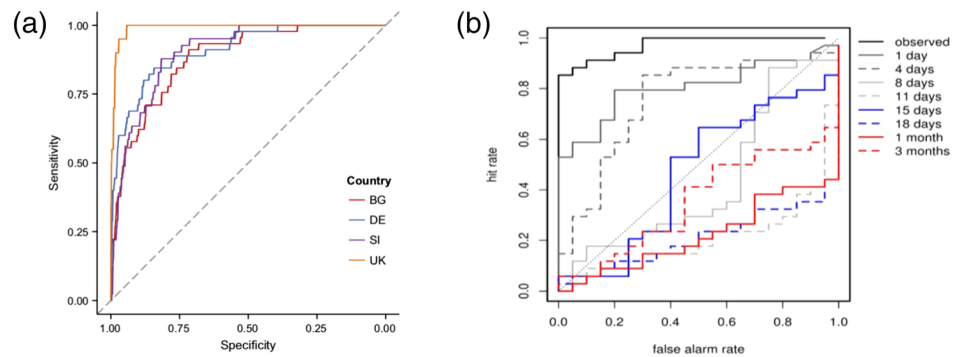 (a)
1.00
0.75
0.50
0.25
0.00
Sensitivity
1.00
0.75
0.50
0.25
0.00
Specificity
Country
BG
DE
SI
UK
(b)
1.0
0.8
0.6
0.4
0.2
0.0
hit rate
0.0
0.2
0.4
0.6
0.8
1.0
false alarm rate
observed
1 day
4 days
8 days
11 days
15 days
18 days
1 month
3 months